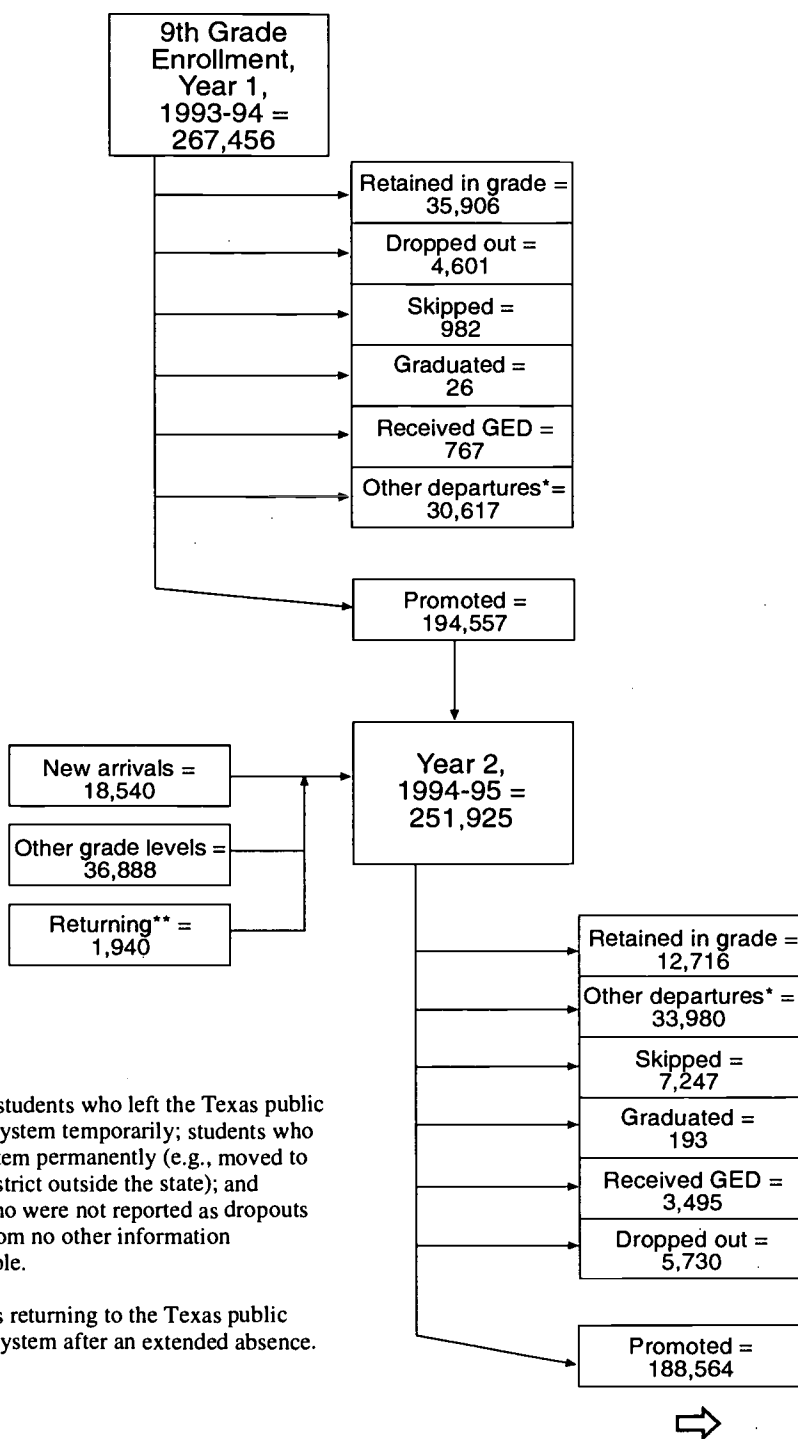 9th Grade
Enrollment,
Year 1,
1993-94 =
267,456
Retained in grade =
35,906
Dropped out =
4,601
Skipped =
982
Graduated =
26
Received GED =
767
Other departures*=
30,617
Promoted =
194,557
New arrivals =
18,540
Other grade levels =
36,888
Returning** =
1,940
Year 2,
1994-95 =
251,925
Retained in grade =
12,716
Other departures* =
33,980
Skipped =
7,247
Graduated =
193
Received GED =
3,495
Dropped out =
5,730
Promoted =
188,564
students who left the Texas public
ystem temporarily; students who
tem permanently (e.g., moved to
strict outside the state); and
ho were not reported as dropouts
om no other information
ble.
s returning to the Texas public
ystem after an extended absence.